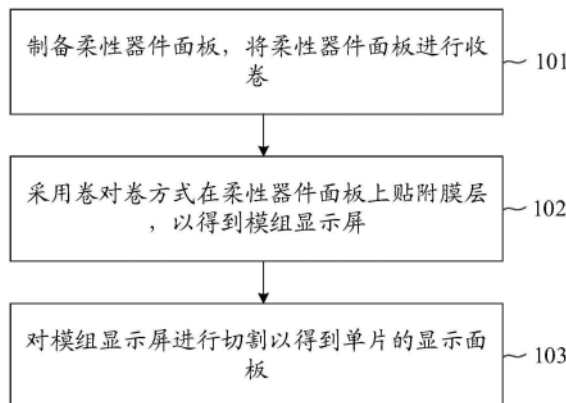 制备柔性器件面板，将柔性器件面板进行收
卷
101
采用卷对卷方式在柔性器件面板上贴附膜层
，以得到模组显示屏
102
对模组显示屏进行切割以得到单片的显示面
板
103